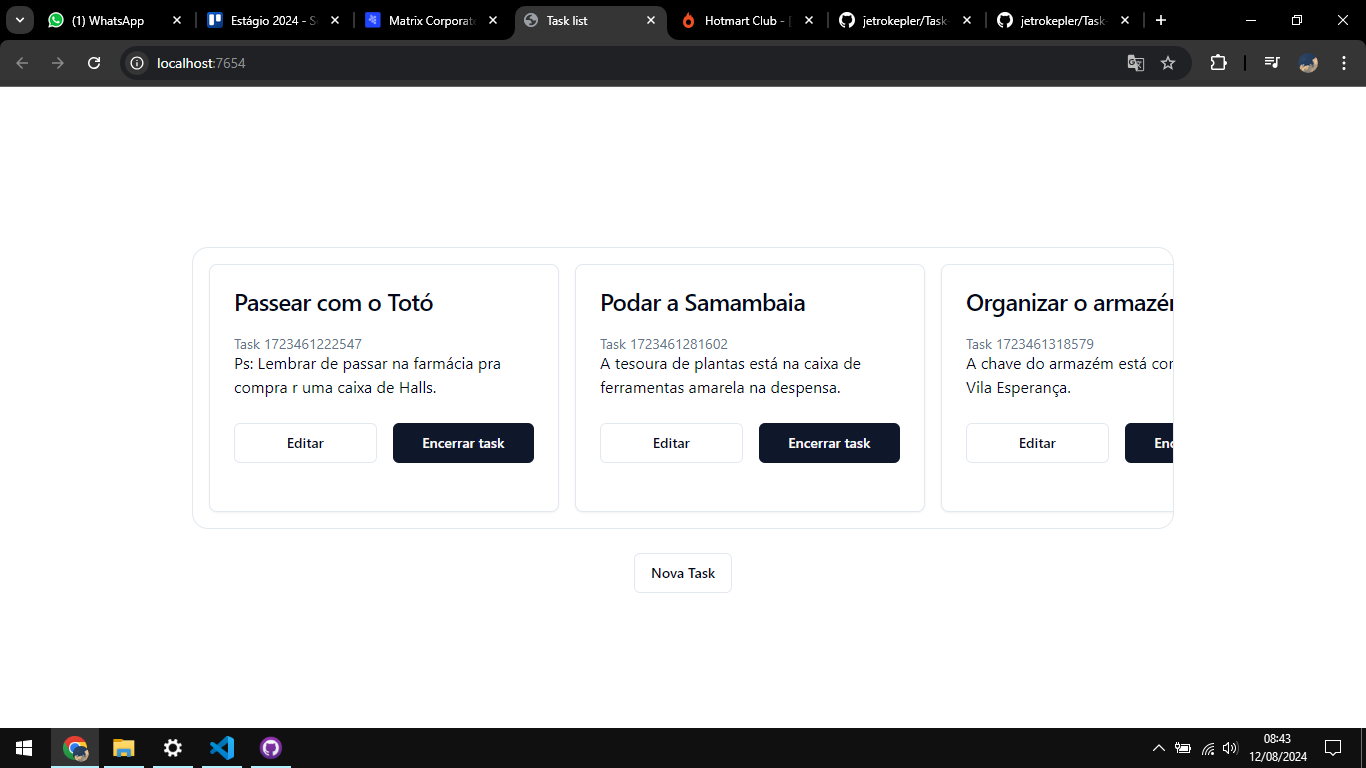 (1) WhatsApp
Estágio 2024 - S
Matrix Corporate
Task list
Hotmart Club -
jetrokepler/Task
jetrokepler/Task
localhost:7654
Passear com o Totó
Task 1723461222547
Ps: Lembrar de passar na farmácia pra
compra r uma caixa de Halls.
Editar
Encerrar task
Podar a Samambaia
Task 1723461281602
A tesoura de plantas está na caixa de
ferramentas amarela na despensa.
Editar
Encerrar task
Organizar o armazém
Task 1723461318579
A chave do armazém está cor
Vila Esperança.
Editar
Enc
Nova Task
08:43
12/08/2024